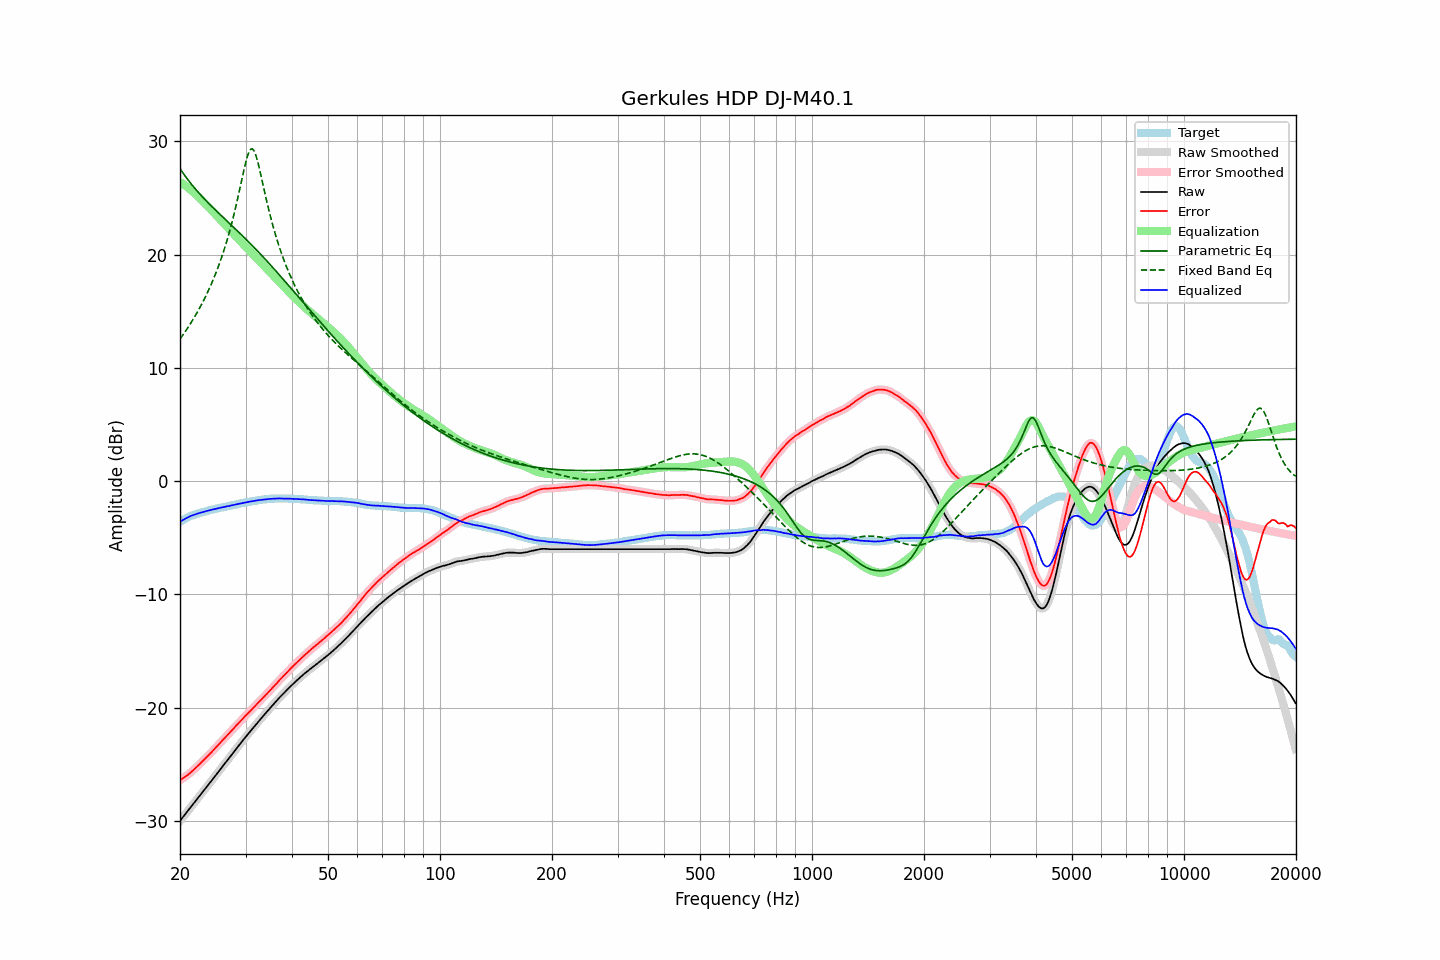 Gerkules HDP DJ-M40.1
Amplitude (dBr)
30
20
10
0
−10
−20
−30
Target
Raw Smoothed
Error Smoothed
Raw
Error
Equalization
Parametric Eq
Fixed Band Eq
Equalized
20 50 100 200 500 1000 2000 5000 10000 20000
Frequency (Hz)